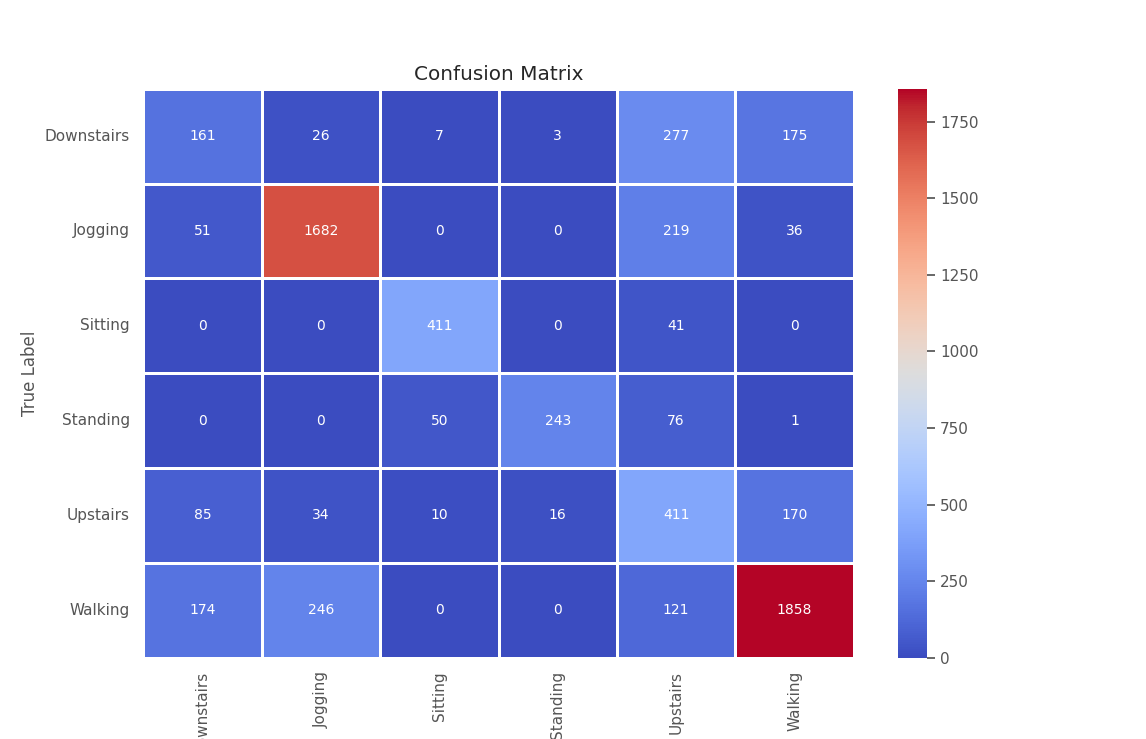 Confusion Matrix
Downstairs 161 26 7 3 277 175
Jogging 51 1682 0 0 219 36
Sitting 0 0 411 0 41 0
Standing 0 0 50 243 76 1
Upstairs 85 34 10 16 411 170
Walking 174 246 0 0 121 1858
True Label
wnstairs Jogging Sitting Standing Upstairs Walking
1750
1500
1250
1000
750
500
250
0